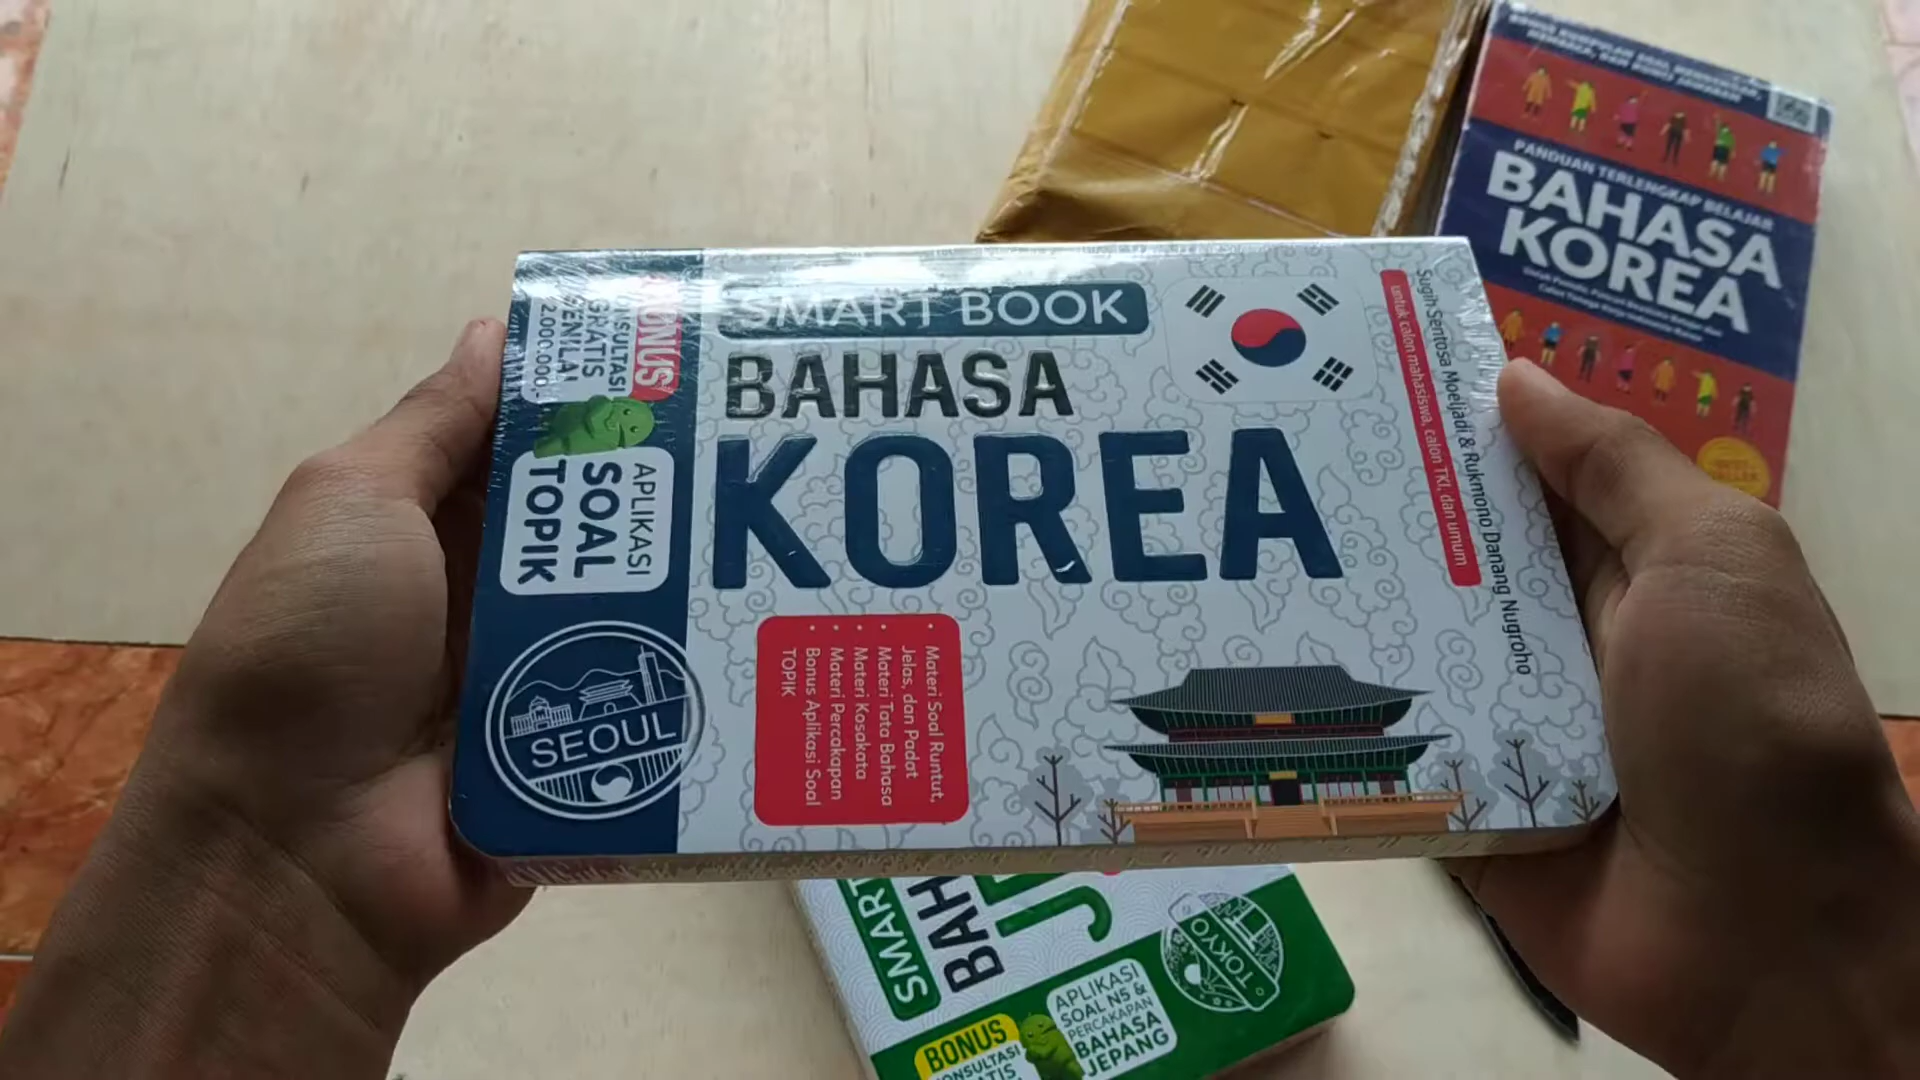 SMART BOOK
BAHASA
KOREA
BONUS
KONSULTASI
GRATIS
SENILAI
2.000.000,
APLIKASI
SOAL
TOPIK
SEOUL
• Materi Soal Runtut,
Jelas, dan Padat
• Materi Tata Bahasa
• Materi Kosakata
• Materi Percakapan
• Bonus Aplikasi Soal
TOPIK
Sugih Sentosa Moeljadi & Rukmono Danang Nugroho
untuk calon mahasiswa, calon TKI, dan umum
PANDUAN TERLENGKAP BELAJAR
BAHASA
KOREA
SMART
BAH
TOKYO
APLIKASI
SOAL N5 &
PERCAKAPAN
BAHASA
JEPANG
BONUS
KONSULTASI